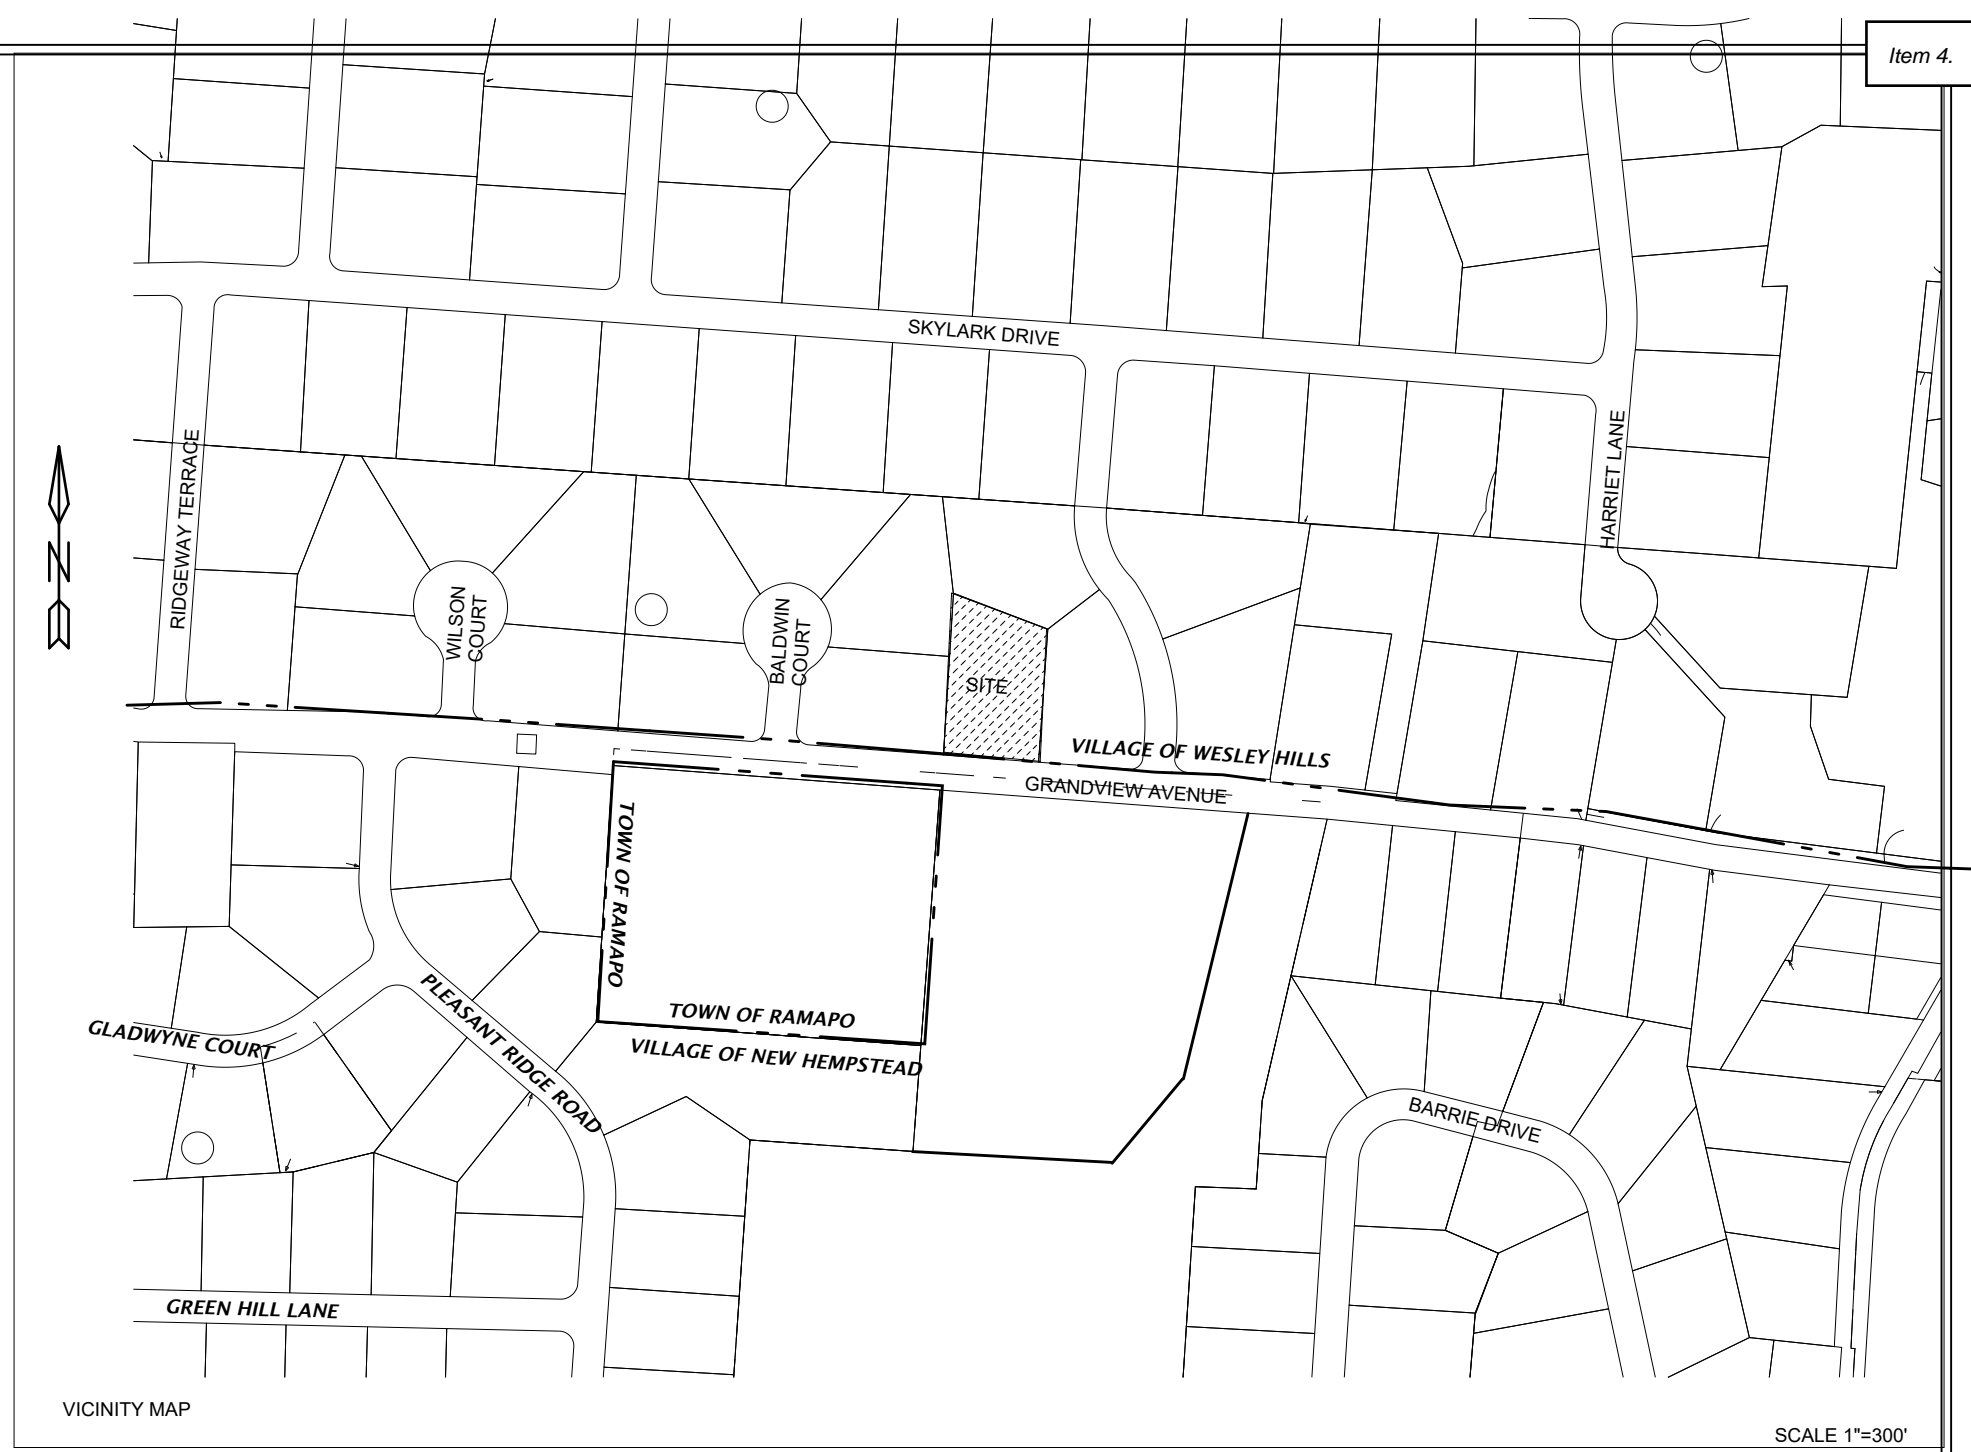 Item 4.
SKYLARK DRIVE
RIDGEWAY TERRACE
HARRIET LANE
N
WILSON
COURT
BALDWIN
COURT
SITE
VILLAGE OF WESLEY HILLS
GRANDVIEW AVENUE
TOWN OF RAMAPO
TOWN OF RAMAPO
VILLAGE OF NEW HEMPSTEAD
PLEASANT RIDGE ROAD
GLADWYNE COURT
BARRIE DRIVE
GREEN HILL LANE
VICINITY MAP
SCALE 1"=300'